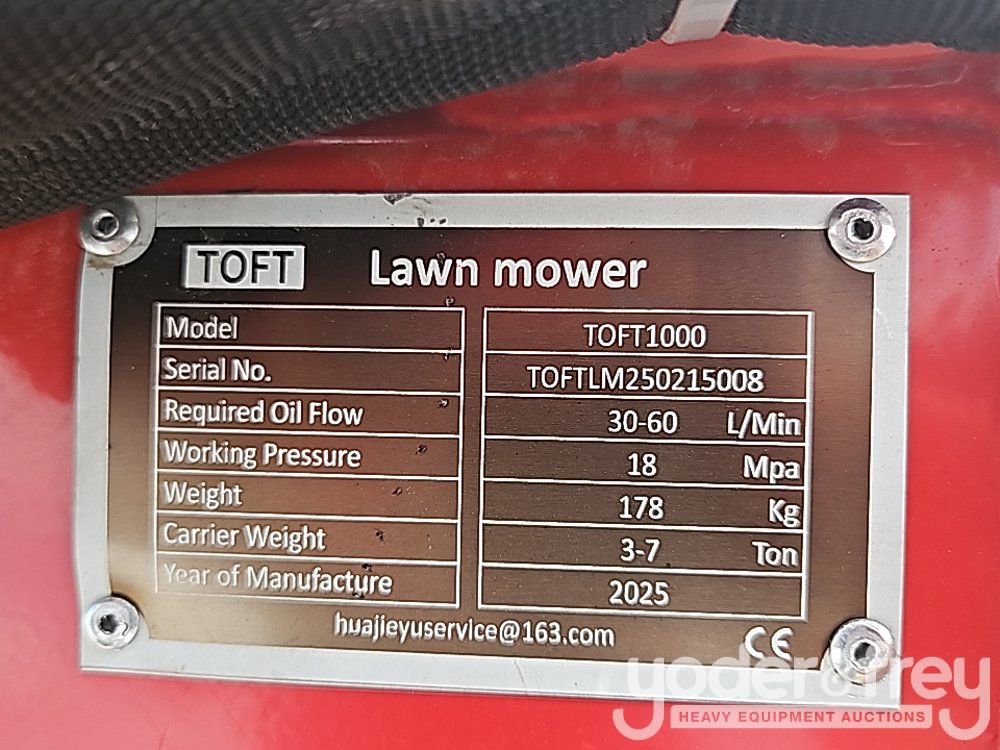 TOFT Lawn mower
Model TOFT1000
Serial No. TOFTLM250215008
Required Oil Flow 30-60 L/Min
Working Pressure 18 Mpa
Weight 178 Kg
Carrier Weight 3-7 Ton
Year of Manufacture 2025
huajieyuservice@163.com
CE
yoder&frey
HEAVY EQUIPMENT AUCTIONS